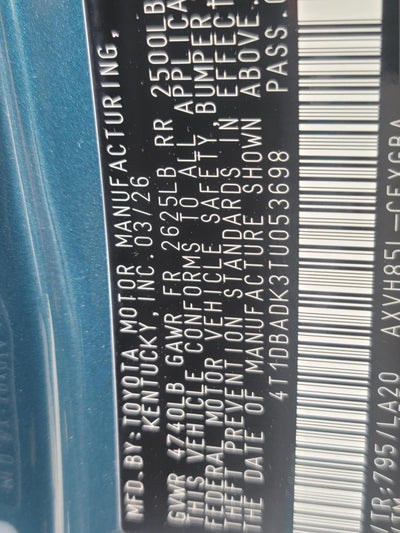 MFD.BY:TOYOTA MOTOR MANUFACTURING,
KENTUCKY, INC.03/26
GVWR 4740LB GAWR FR 2625LB RR 2500LB
THIS VEHICLE CONFORMS TO ALL APPLICA
FEDERAL MOTOR VEHICLE SAFETY, BUMPER
THEFT PREVENTION STANDARDS IN EFFECT
THE DATE OF MANUFACTURE SHOWN ABOVE.
4T1DBADK3TU053698 PASS.
/TR:795/LA20 AXVH85L-CEXGBA